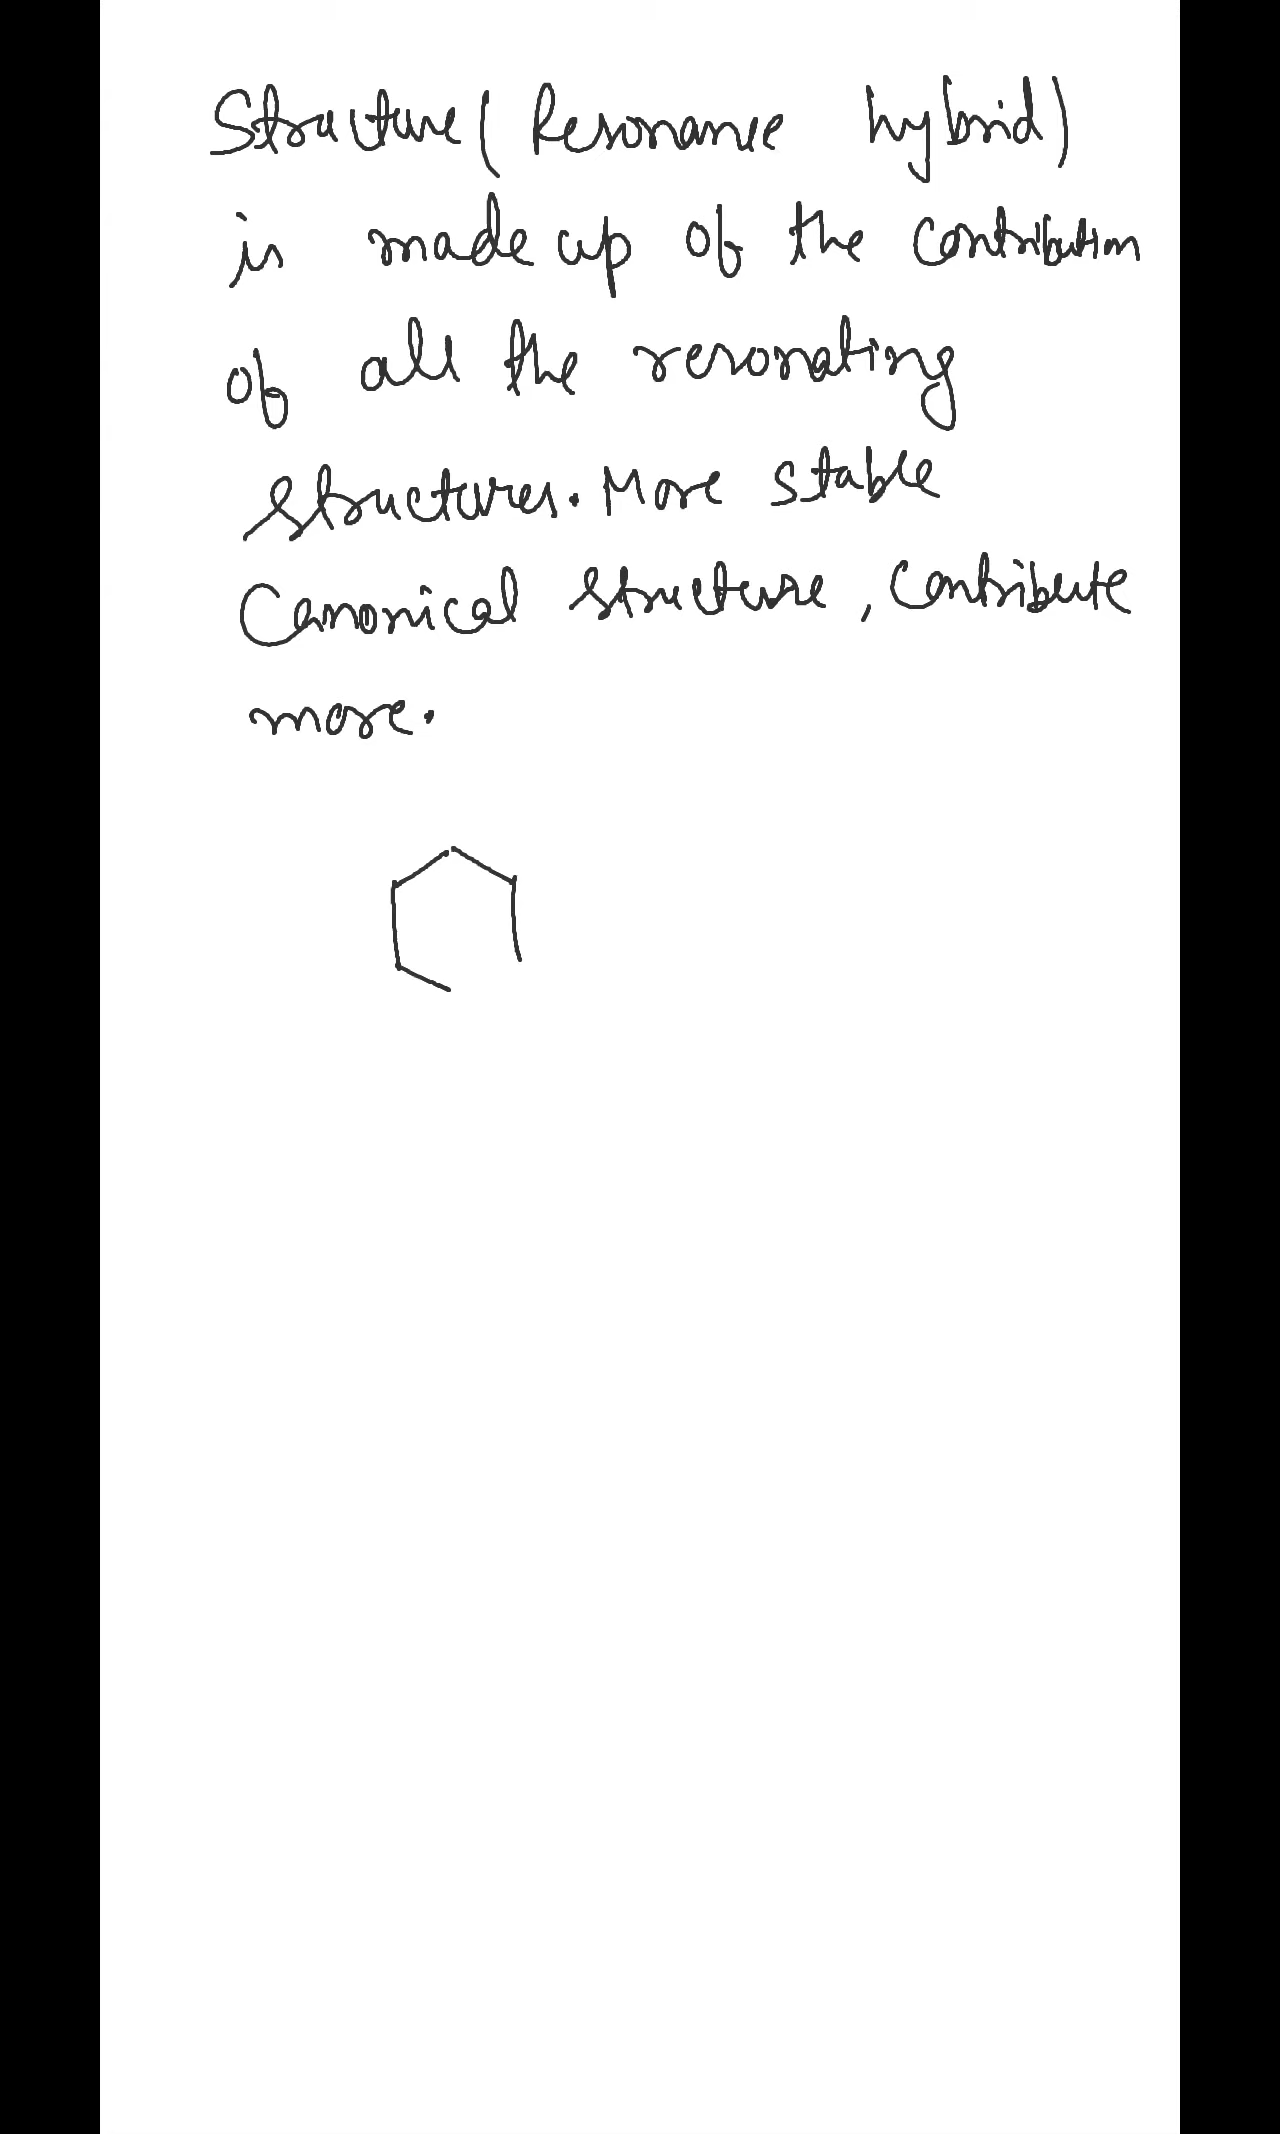 Structure (Resonance hybrid)
is made up of the contribution
of all the resonating
structures. More stable
Canonical structure, contribute
more.